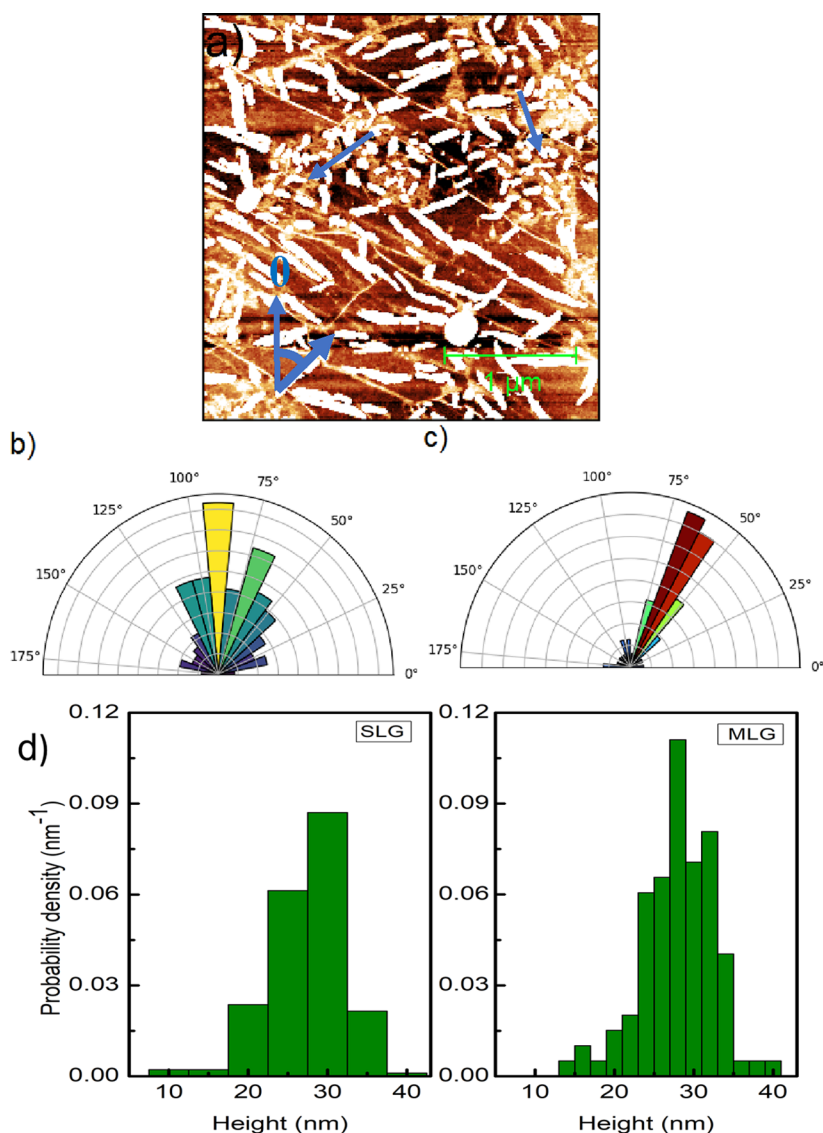 a)
0
1 µm
b)
c)
175°
150°
125°
100°
75°
50°
25°
0°
175°
150°
125°
100°
75°
50°
25°
0°
d)
SLG
MLG
Probability density (nm⁻¹)
0.12
0.09
0.06
0.03
0.00
10 20 30 40
Height (nm)
0.12
0.09
0.06
0.03
0.00
10 20 30 40
Height (nm)